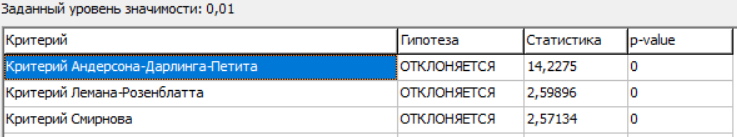 Заданный уровень значимости: 0,01
Критерий Гипотеза Статистика p-value
Критерий Андерсона-Дарлинга-Петита ОТКЛОНЯЕТСЯ 14,2275 0
Критерий Лемана-Розенблатта ОТКЛОНЯЕТСЯ 2,59896 0
Критерий Смирнова ОТКЛОНЯЕТСЯ 2,57134 0